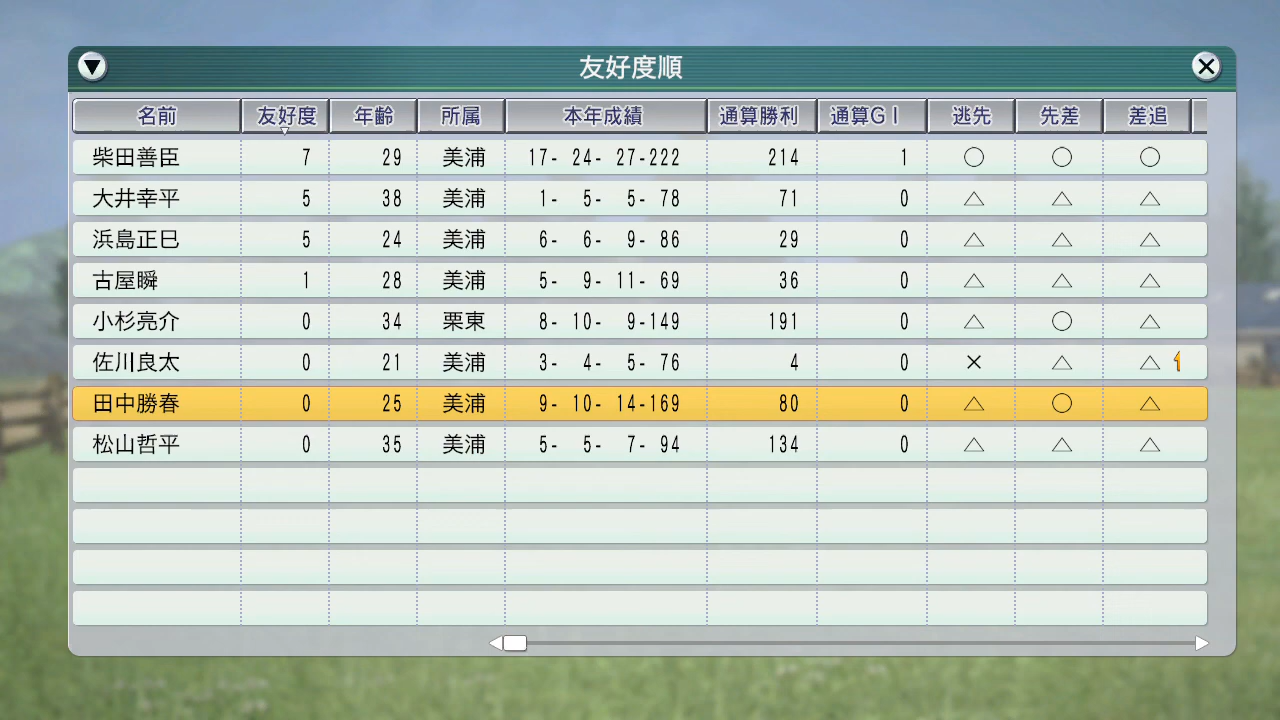 友好度順
名前 友好度 年齢 所属 本年成績 通算勝利 通算GⅠ 逃先 先差 差追
柴田善臣 7 29 美浦 17- 24- 27-222 214 1 ○ ○ ○
大井幸平 5 38 美浦 1- 5- 5- 78 71 0 △ △ △
浜島正巳 5 24 美浦 6- 6- 9- 86 29 0 △ △ △
古屋瞬 1 28 美浦 5- 9- 11- 69 36 0 △ △ △
小杉亮介 0 34 栗東 8- 10- 9-149 191 0 △ ○ △
佐川良太 0 21 美浦 3- 4- 5- 76 4 0 × △ △
田中勝春 0 25 美浦 9- 10- 14-169 80 0 △ ○ △
松山哲平 0 35 美浦 5- 5- 7- 94 134 0 △ △ △